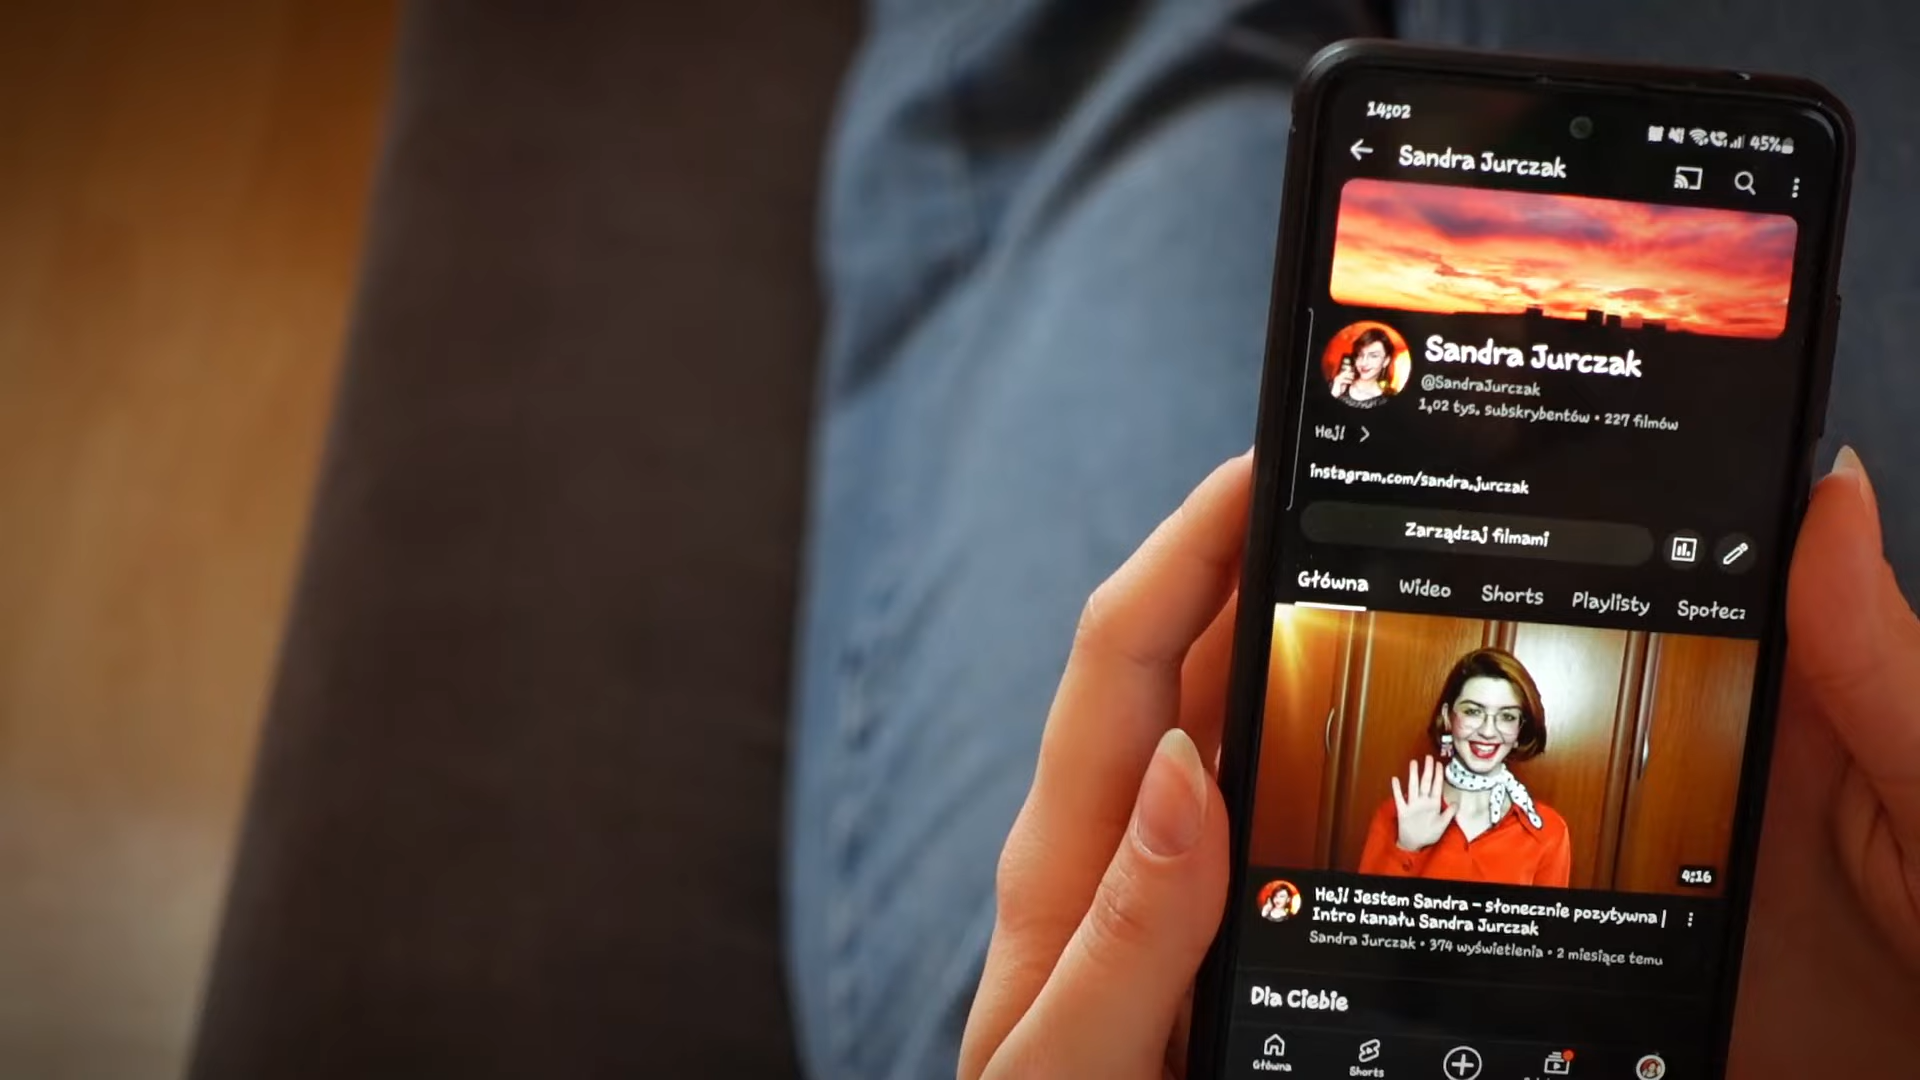 14:02
45%
Sandra Jurczak
Sandra Jurczak
@SandraJurczak
1,02 tys. subskrybentów • 227 filmów
Hej!
instagram.com/sandra.jurczak
Zarządzaj filmami
Główna Wideo Shorts Playlisty Społecz
4:16
Hej! Jestem Sandra - słonecznie pozytywna |
Intro kanału Sandra Jurczak
Sandra Jurczak • 374 wyświetlenia • 2 miesiące temu
Dla Ciebie
Główna Shorts